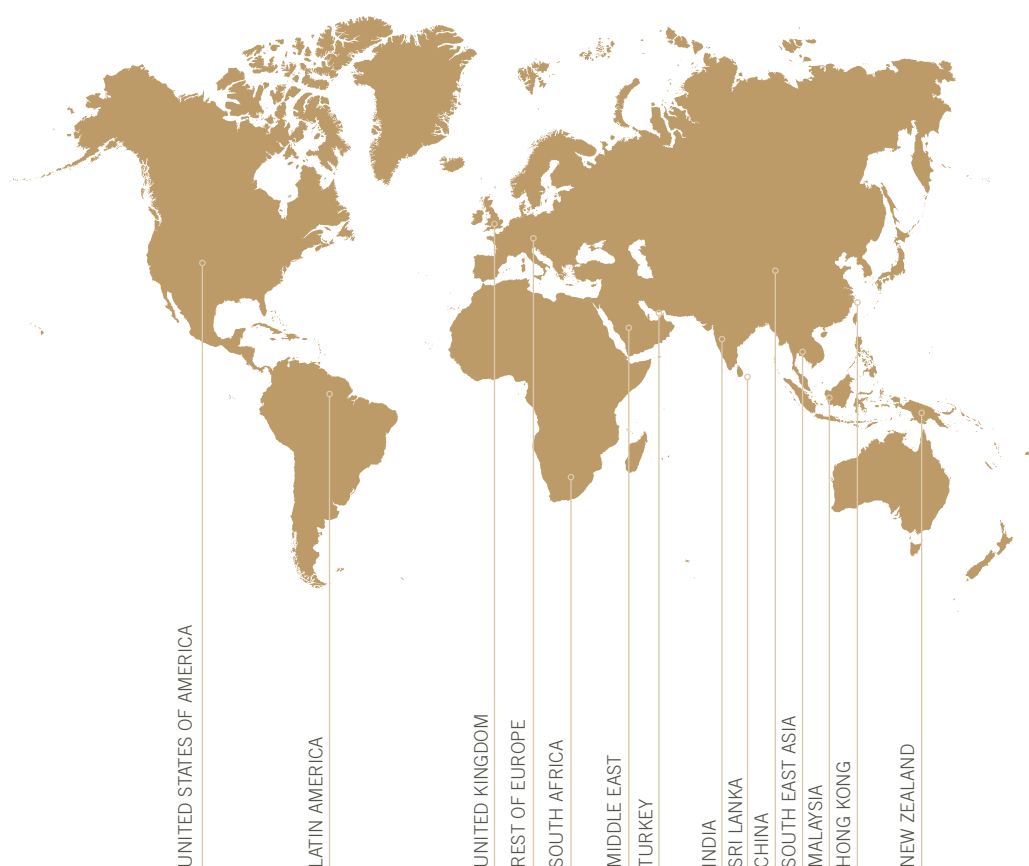 UNITED STATES OF AMERICA
LATIN AMERICA
UNITED KINGDOM
REST OF EUROPE
SOUTH AFRICA
MIDDLE EAST
TURKEY
INDIA
SRI LANKA
CHINA
SOUTH EAST ASIA
MALAYSIA
HONG KONG
NEW ZEALAND